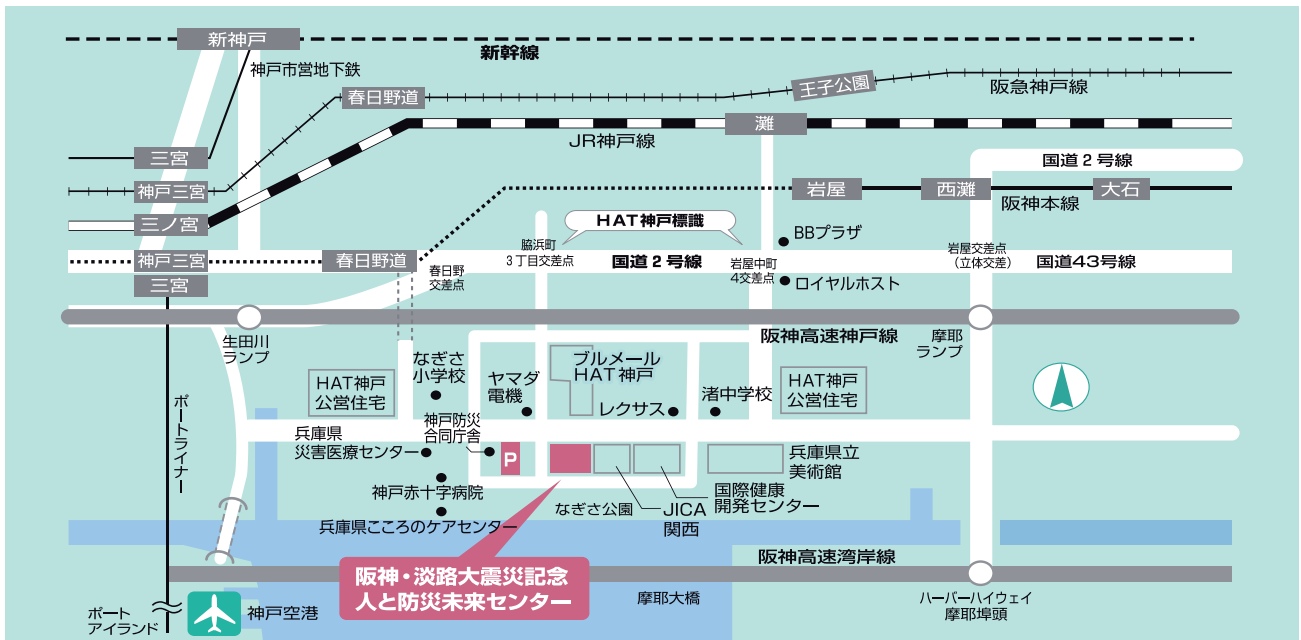 新神戸
新幹線
神戸市営地下鉄
春日野道
王子公園
阪急神戸線
灘
JR神戸線
三宮
国道2号線
神戸三宮
岩屋
西灘
大石
阪神本線
三ノ宮
HAT神戸標識
BBプラザ
神戸三宮
春日野道
春日野
交差点
脇浜町
3丁目交差点
国道2号線
岩屋中町
4交差点
岩屋交差点
(立体交差)
国道43号線
三宮
ロイヤルホスト
生田川
ランプ
阪神高速神戸線
摩耶
ランプ
なぎさ
小学校
ブルメール
HAT神戸
HAT神戸
公営住宅
ヤマダ
電機
レクサス
渚中学校
HAT神戸
公営住宅
ポートライナー
兵庫県
災害医療センター
神戸防災
合同庁舎
P
兵庫県立
美術館
神戸赤十字病院
国際健康
開発センター
なぎさ公園
JICA
関西
兵庫県こころのケアセンター
阪神高速湾岸線
阪神・淡路大震災記念
人と防災未来センター
摩耶大橋
ハーバーハイウェイ
摩耶埠頭
ポート
アイランド
神戸空港